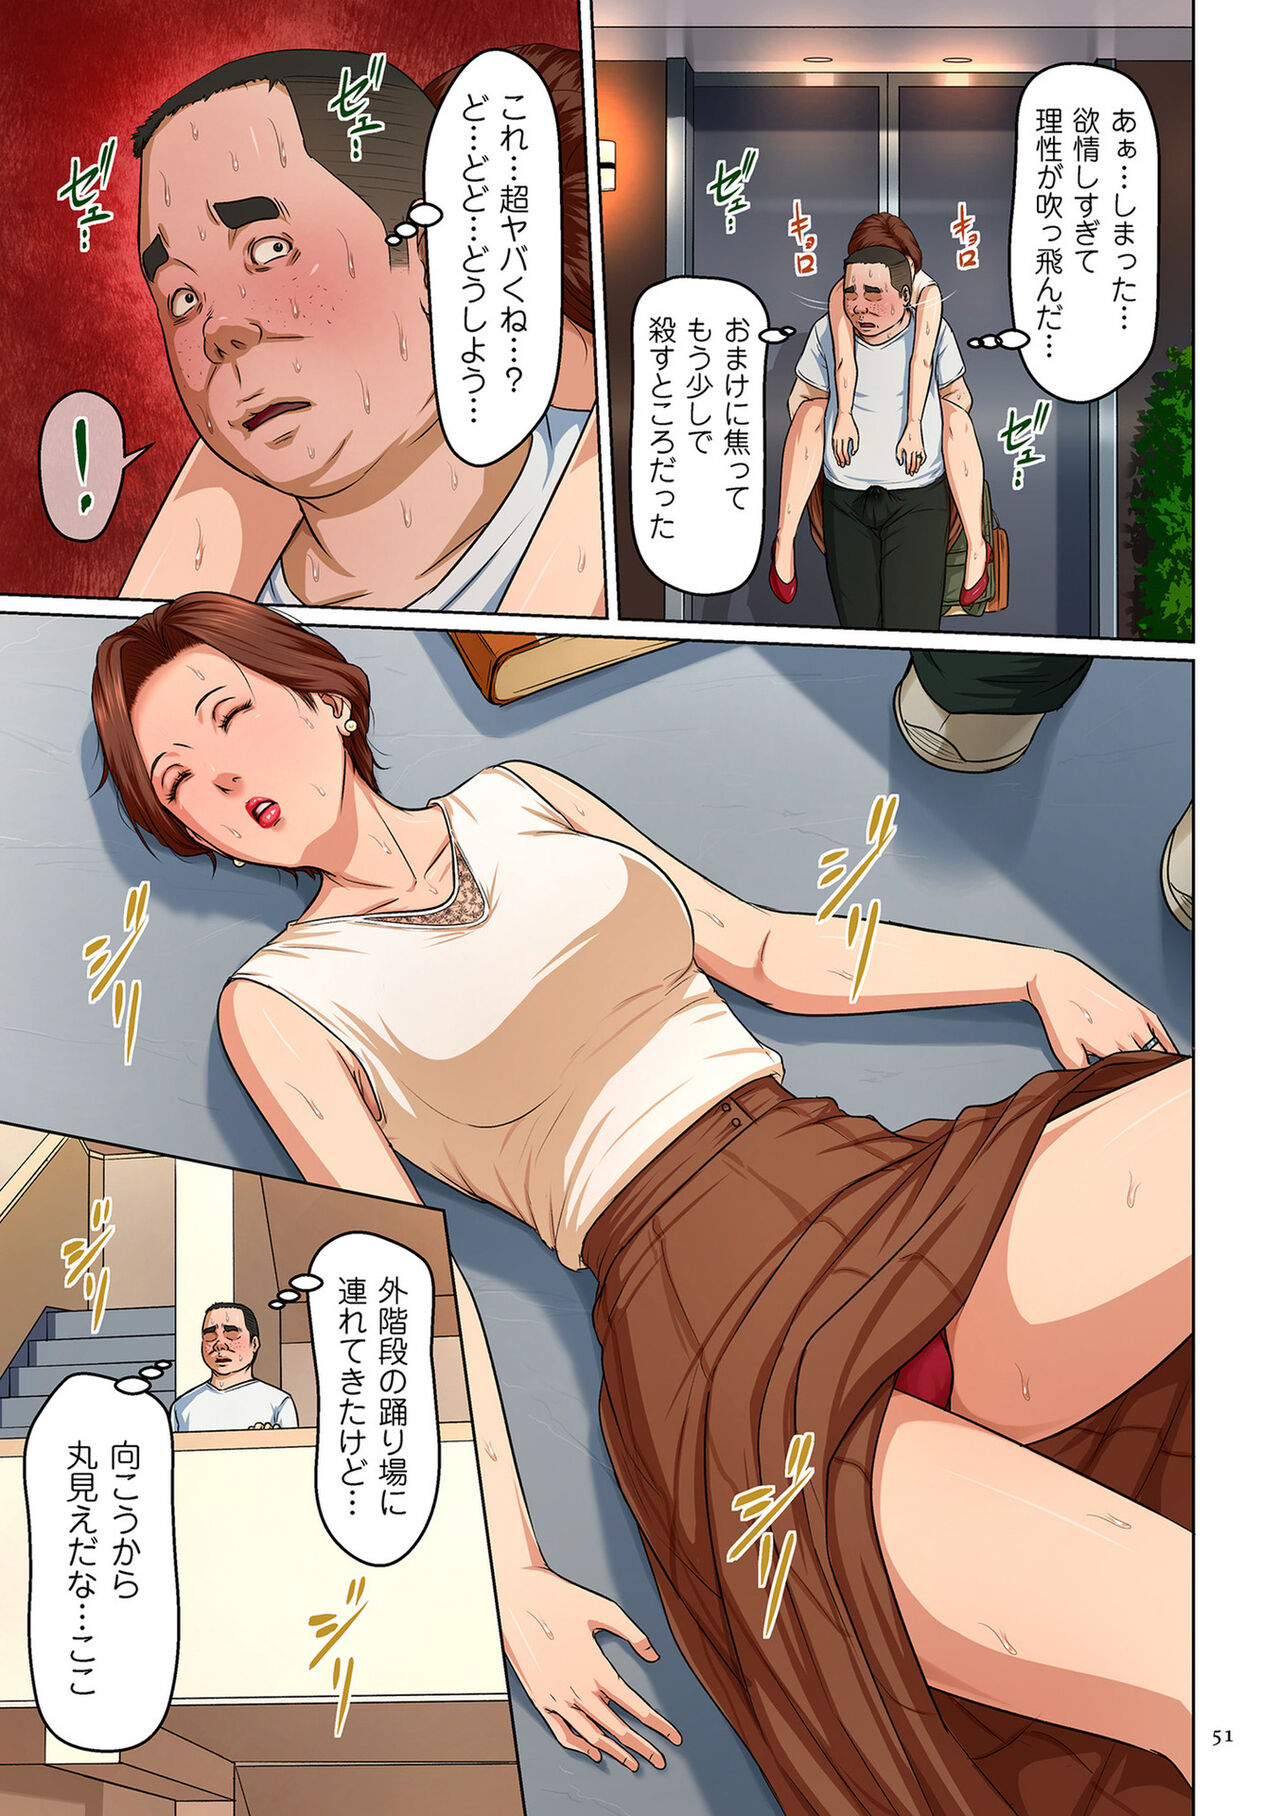 あぁ…しまった…
欲情しすぎて
理性が吹っ飛んだ…
おまけに焦って
もう少しで
殺すところだった
ゼェ…
キョロ
キョロ
ゼェ…
これ…超ヤバくね…?
ど…どど…どうしよう…
ゼェ…
ゼェ…
!
ジリ
ジリ
ジリ
ジリ
外階段の踊り場に
連れてきたけど…
向こうから
丸見えだな…ここ
51